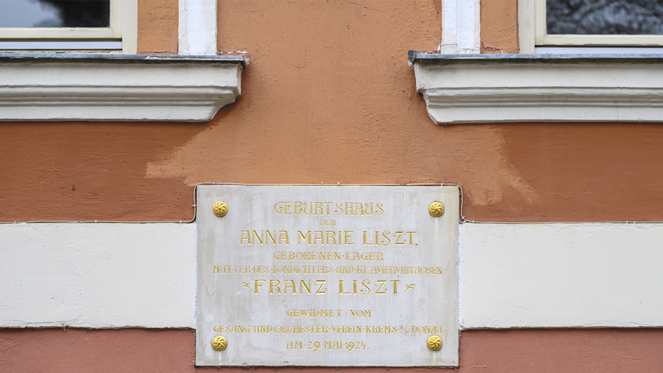 GEBURTSHAUS
DER
ANNA MARIE LISZT,
GEBORENEN LAGER
MUTTER DES TONDICHTERS UND KLAVIERVIRTUOSEN
FRANZ LISZT
GEWIDMET VOM
GESANG-UND ORCHESTER-VEREIN-KREMS a/ DONAU
AM 29 MAI 1924.